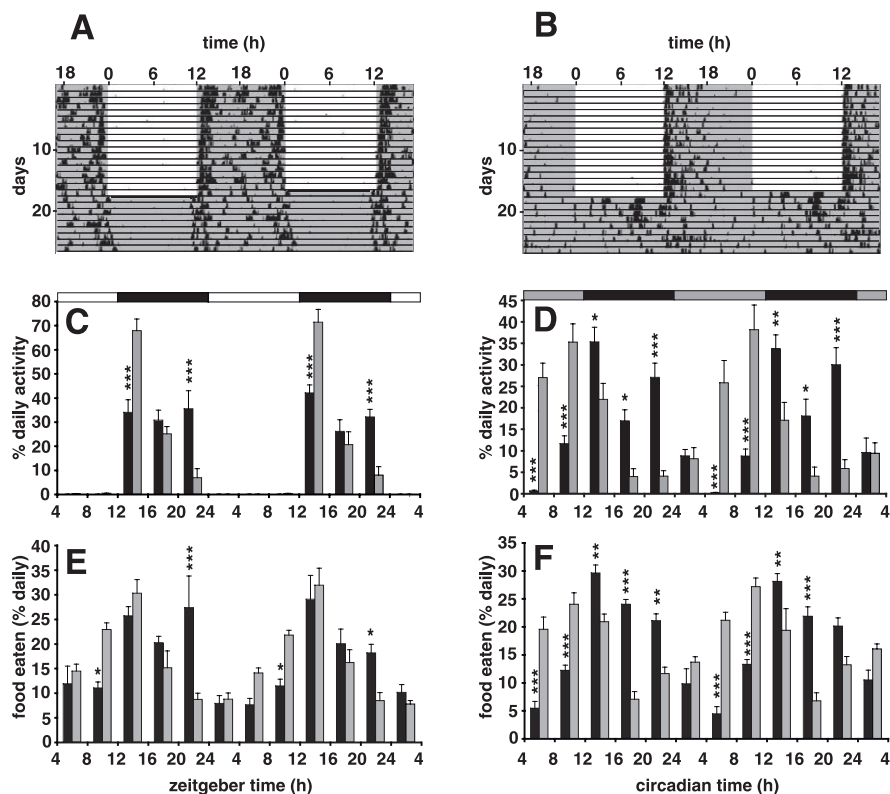 A
B
time (h)
time (h)
18 0 6 12 18 0 12
18 0 6 12 18 0 12
days
10
20
days
10
20
C
% daily activity
80
70
60
50
40
30
20
10
0
*** *** *** ***
4 8 12 16 20 24 4 8 12 16 20 24 4
D
% daily activity
45
40
35
30
25
20
15
10
5
0
*** *** * * *** *** *** ** * ***
4 8 12 16 20 24 4 8 12 16 20 24 4
E
food eaten (% daily)
40
35
30
25
20
15
10
5
0
* *** * *
4 8 12 16 20 24 4 8 12 16 20 24 4
zeitgeber time (h)
F
food eaten (% daily)
35
30
25
20
15
10
5
0
*** *** ** *** ** *** *** ** ***
4 8 12 16 20 24 4 8 12 16 20 24 4
circadian time (h)